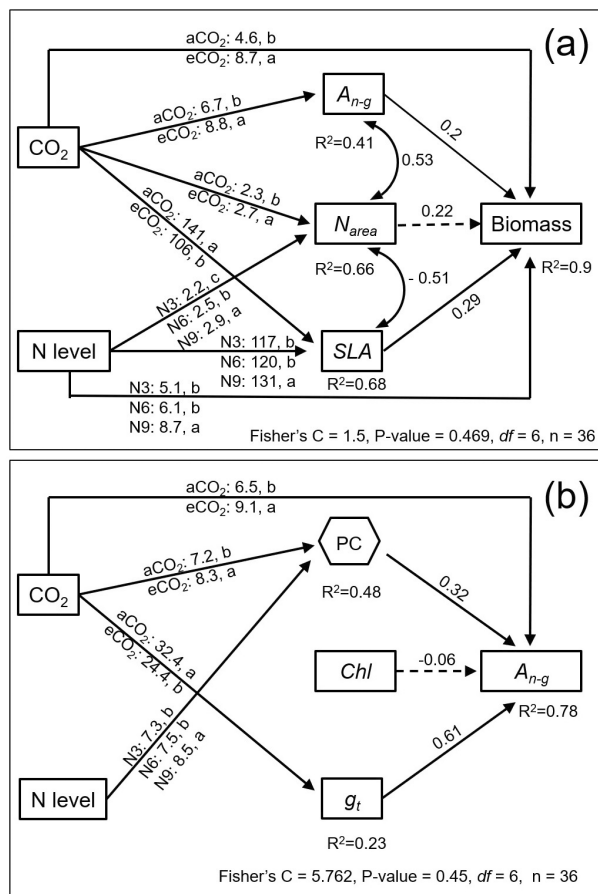 (a)
aCO₂: 4.6, b
eCO₂: 8.7, a
aCO₂: 6.7, b
eCO₂: 8.8, a
Aₙ₋g
0.2
CO₂
R²=0.41
0.53
aCO₂: 2.3, b
eCO₂: 2.7, a
aCO₂: 141, a
eCO₂: 106, b
Narea
0.22
Biomass
R²=0.66
R²=0.9
- 0.51
N3: 2.2, c
N6: 2.5, b
N9: 2.9, a
0.29
N level
N3: 117, b
N6: 120, b
N9: 131, a
SLA
R²=0.68
N3: 5.1, b
N6: 6.1, b
N9: 8.7, a
Fisher's C = 1.5, P-value = 0.469, df = 6, n = 36
(b)
aCO₂: 6.5, b
eCO₂: 9.1, a
aCO₂: 7.2, b
eCO₂: 8.3, a
PC
CO₂
R²=0.48
0.32
aCO₂: 32.4, a
eCO₂: 24.4, b
Chl
-0.06
Aₙ₋g
R²=0.78
N3: 7.3, b
N6: 7.5, b
N9: 8.5, a
0.61
N level
gₜ
R²=0.23
Fisher's C = 5.762, P-value = 0.45, df = 6, n = 36